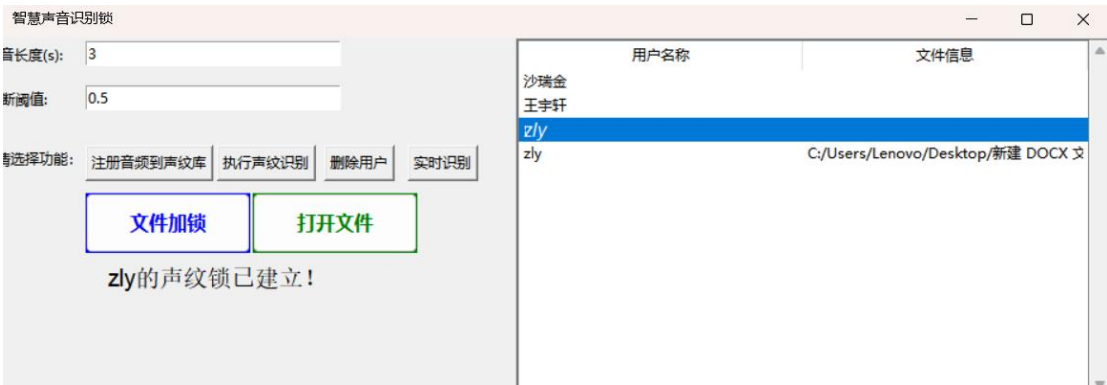 智慧声音识别锁
音长度(s): 3
断阈值: 0.5
请选择功能: 注册音频到声纹库 执行声纹识别 删除用户 实时识别
文件加锁 打开文件
zly的声纹锁已建立!
用户名称 文件信息
沙瑞金
王宇轩
zly
zly C:/Users/Lenovo/Desktop/新建 DOCX 文